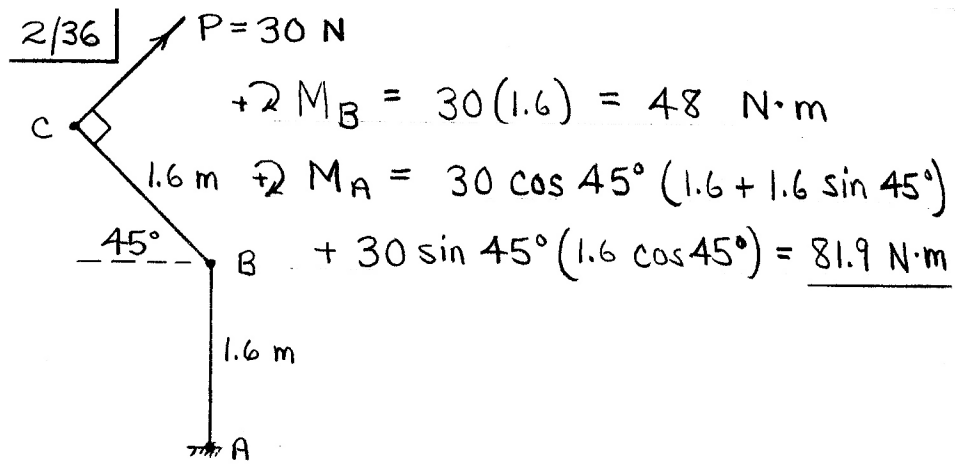 2/36
P = 30 N
+↻ M_B = 30(1.6) = 48 N·m
C
1.6 m
+↻ M_A = 30 cos 45° (1.6 + 1.6 sin 45°)
45°
B
+ 30 sin 45° (1.6 cos 45°) = 81.9 N·m
1.6 m
A